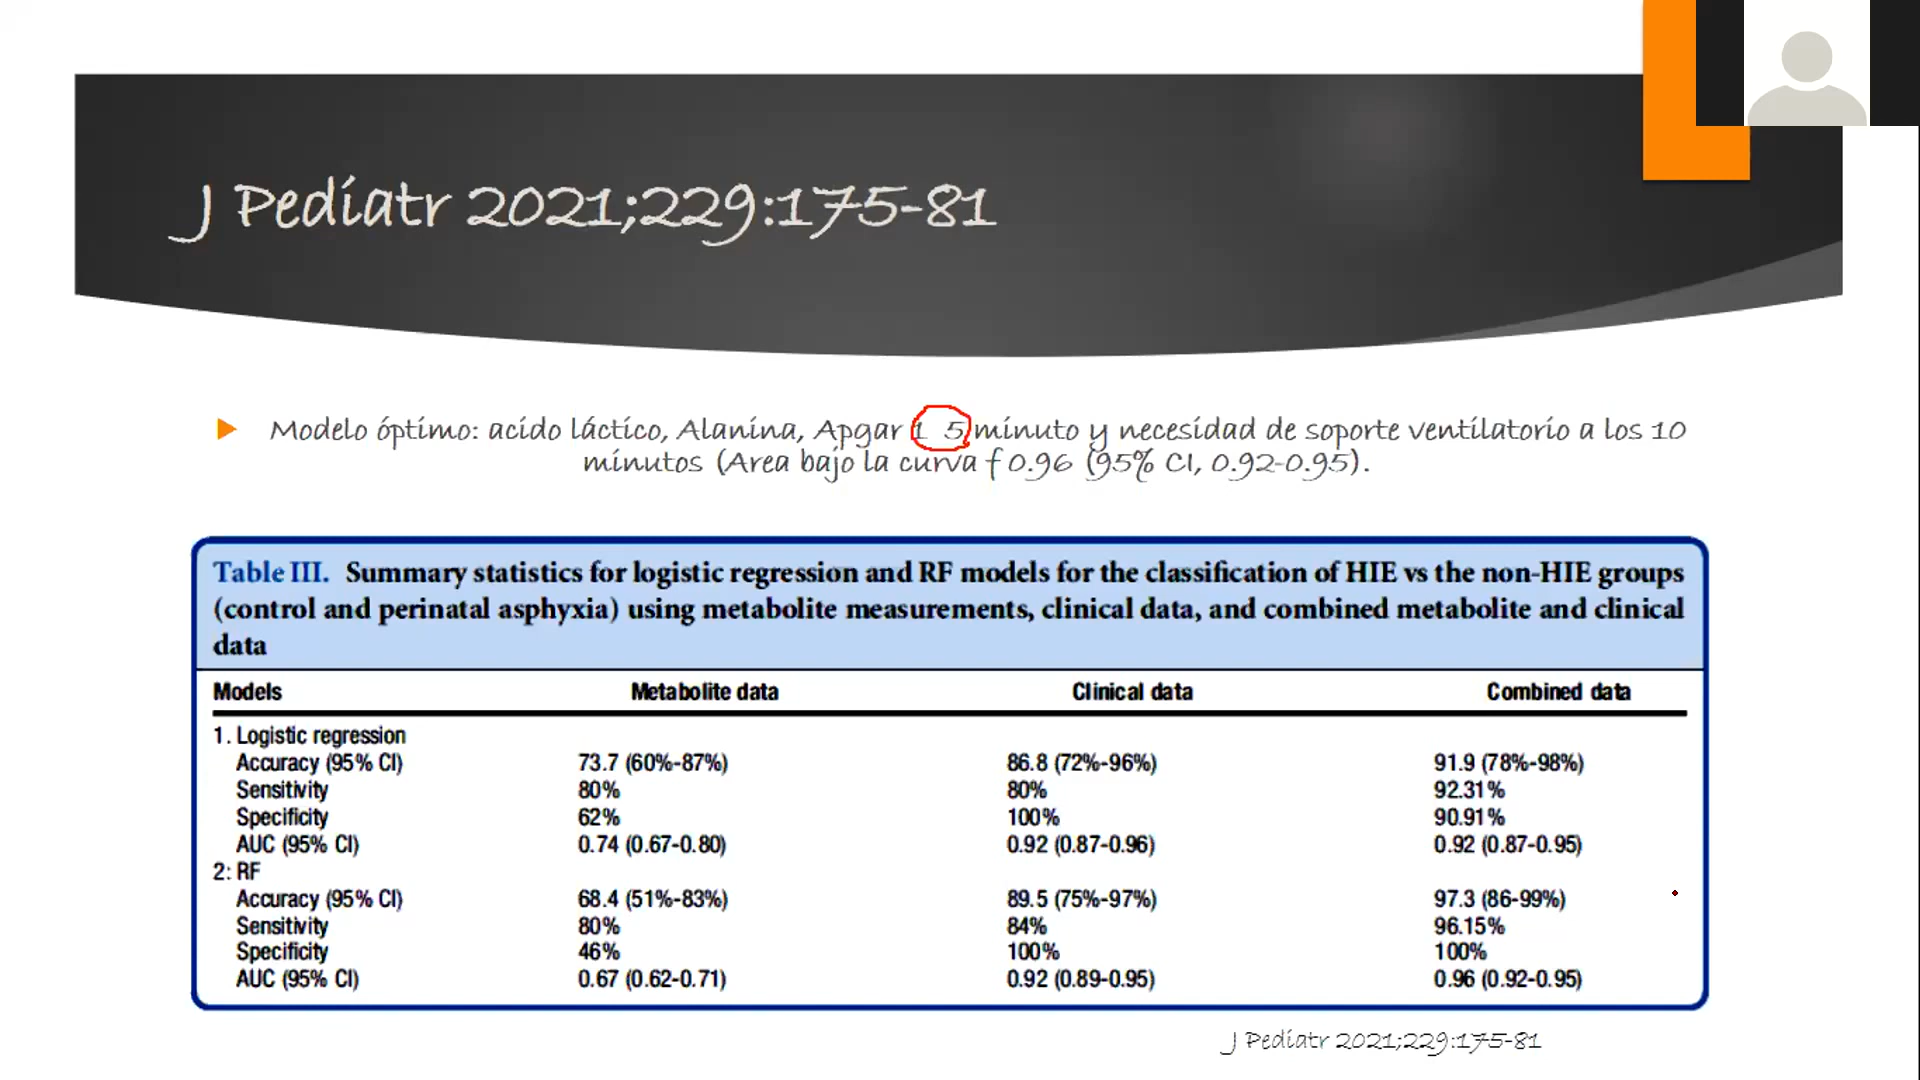 J Pediatr 2021;229:175-81
Modelo óptimo: acido láctico, Alanina, Apgar 1 5 minuto y necesidad de soporte ventilatorio a los 10
minutos (Area bajo la curva f 0.96 (95% CI, 0.92-0.95).
Table III. Summary statistics for logistic regression and RF models for the classification of HIE vs the non-HIE groups
(control and perinatal asphyxia) using metabolite measurements, clinical data, and combined metabolite and clinical
data
Models Metabolite data Clinical data Combined data
1. Logistic regression
Accuracy (95% CI) 73.7 (60%-87%) 86.8 (72%-96%) 91.9 (78%-98%)
Sensitivity 80% 80% 92.31%
Specificity 62% 100% 90.91%
AUC (95% CI) 0.74 (0.67-0.80) 0.92 (0.87-0.96) 0.92 (0.87-0.95)
2: RF
Accuracy (95% CI) 68.4 (51%-83%) 89.5 (75%-97%) 97.3 (86-99%)
Sensitivity 80% 84% 96.15%
Specificity 46% 100% 100%
AUC (95% CI) 0.67 (0.62-0.71) 0.92 (0.89-0.95) 0.96 (0.92-0.95)
J Pediatr 2021;229:175-81